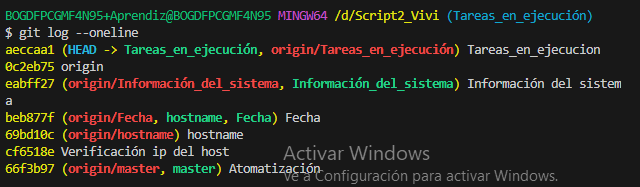 BOGDFPCGMF4N95+Aprendiz@BOGDFPCGMF4N95 MINGW64 /d/Script2_Vivi (Tareas_en_ejecución)
$ git log --oneline
aeccaa1 (HEAD -> Tareas_en_ejecución, origin/Tareas_en_ejecución) Tareas_en_ejecucion
0c2eb75 origin
eabff27 (origin/Información_del_sistema, Información_del_sistema) Información del sistem
a
beb877f (origin/Fecha, hostname, Fecha) Fecha
69bd10c (origin/hostname) hostname
cf6518e Verificación ip del host
66f3b97 (origin/master, master) Atomatización
Activar Windows
Ve a Configuración para activar Windows.